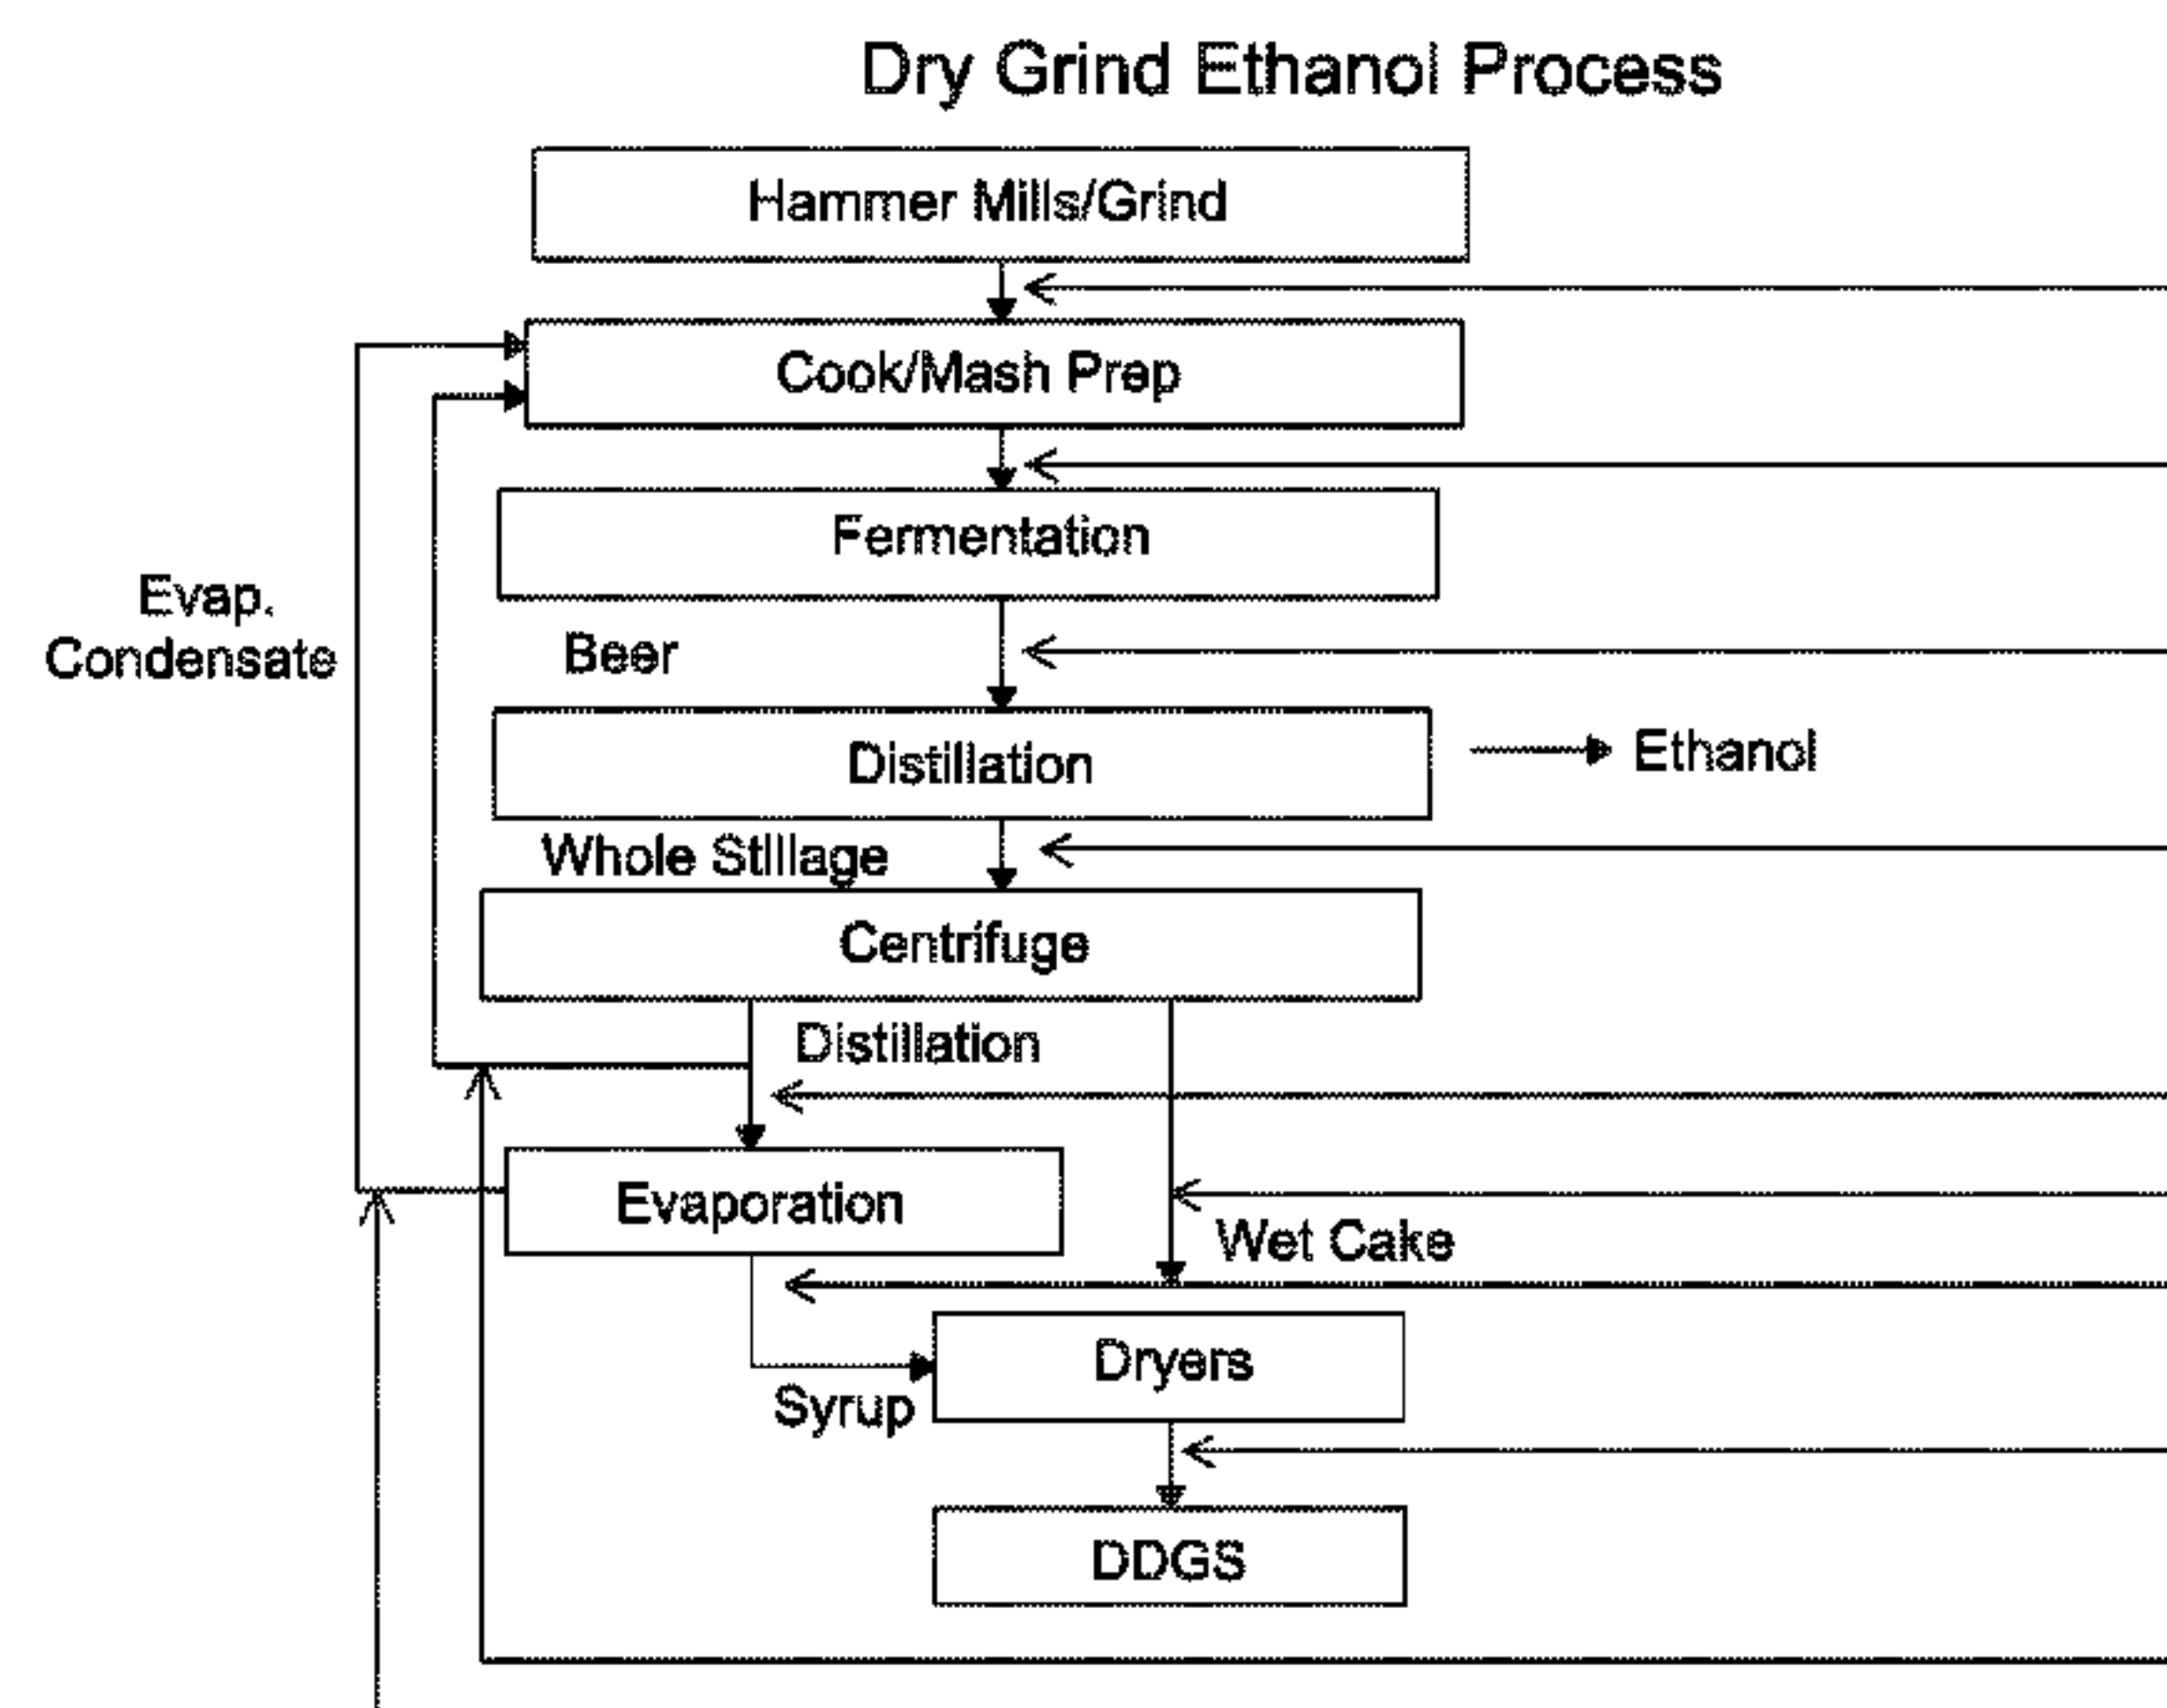 Dry Grind Ethanol Process
Hammer Mills/Grind
Cook/Mash Prep
Fermentation
Evap.
Condensate
Beer
Distillation
Ethanol
Whole Stillage
Centrifuge
Distillation
Evaporation
Wet Cake
Dryers
Syrup
DDGS